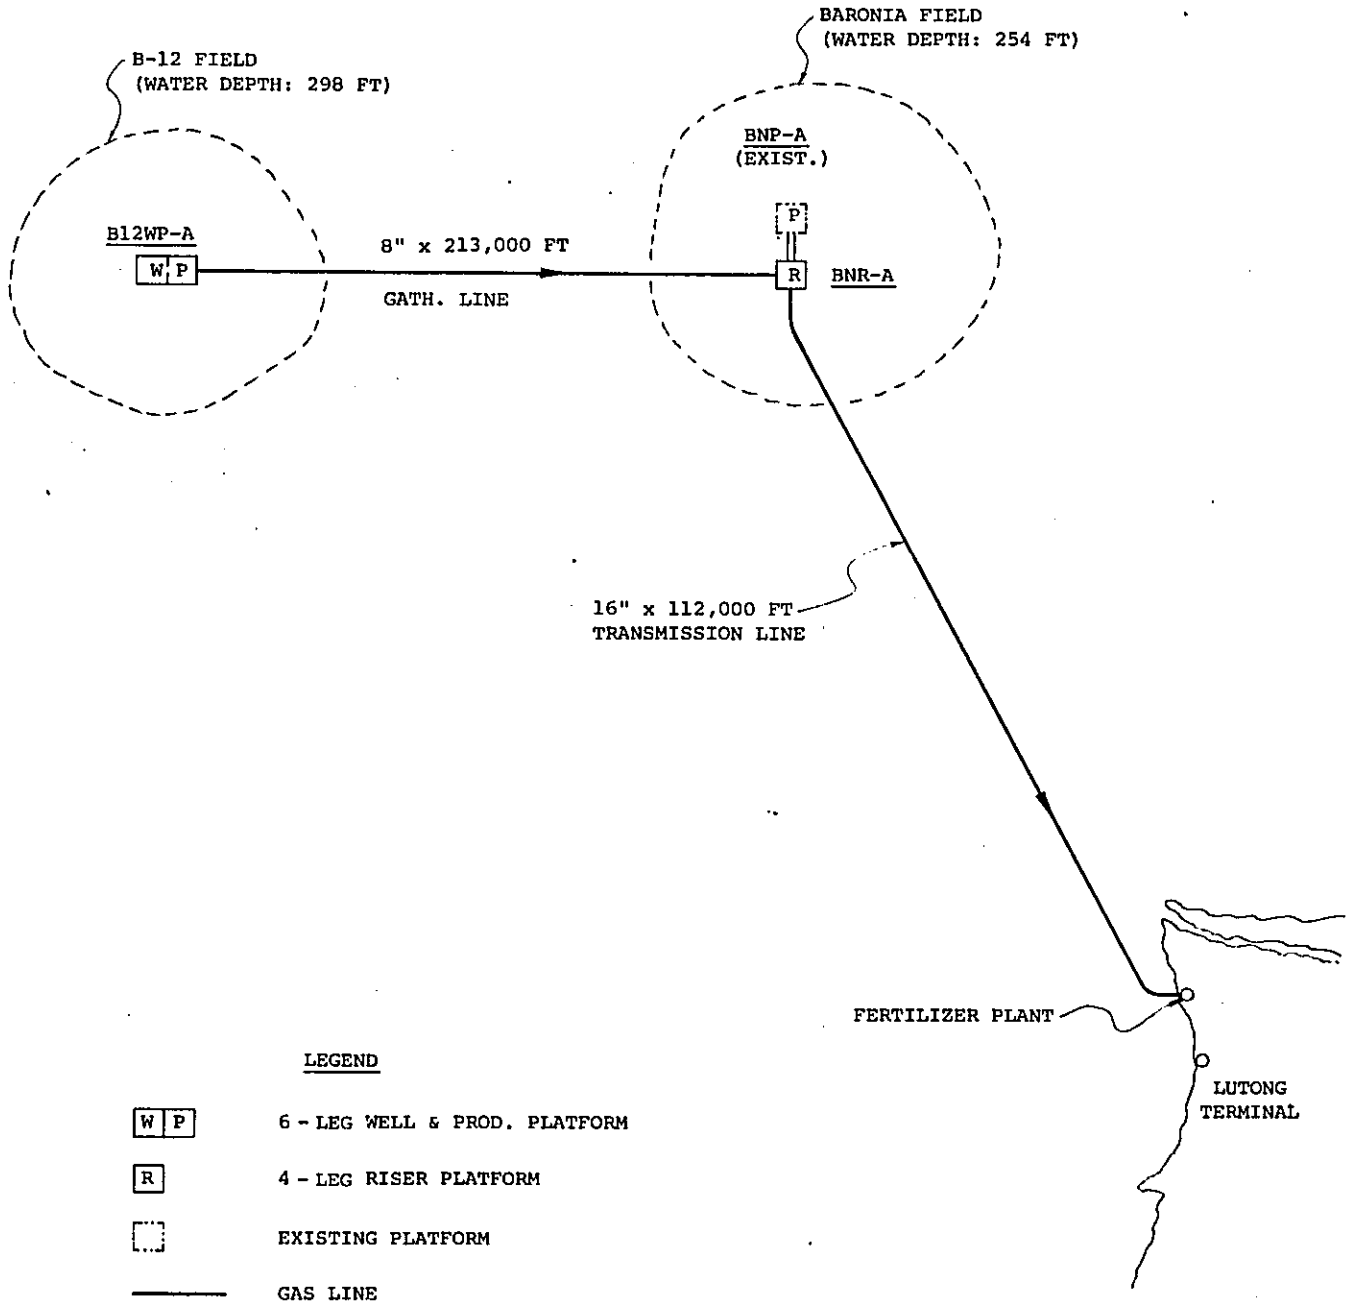 BARONIA FIELD
(WATER DEPTH: 254 FT)
B-12 FIELD
(WATER DEPTH: 298 FT)
BNP-A
(EXIST.)
P
B12WP-A
W P
8" x 213,000 FT
GATH. LINE
R
BNR-A
16" x 112,000 FT
TRANSMISSION LINE
FERTILIZER PLANT
LUTONG
TERMINAL
LEGEND
W P 6 - LEG WELL & PROD. PLATFORM
R 4 - LEG RISER PLATFORM
EXISTING PLATFORM
GAS LINE